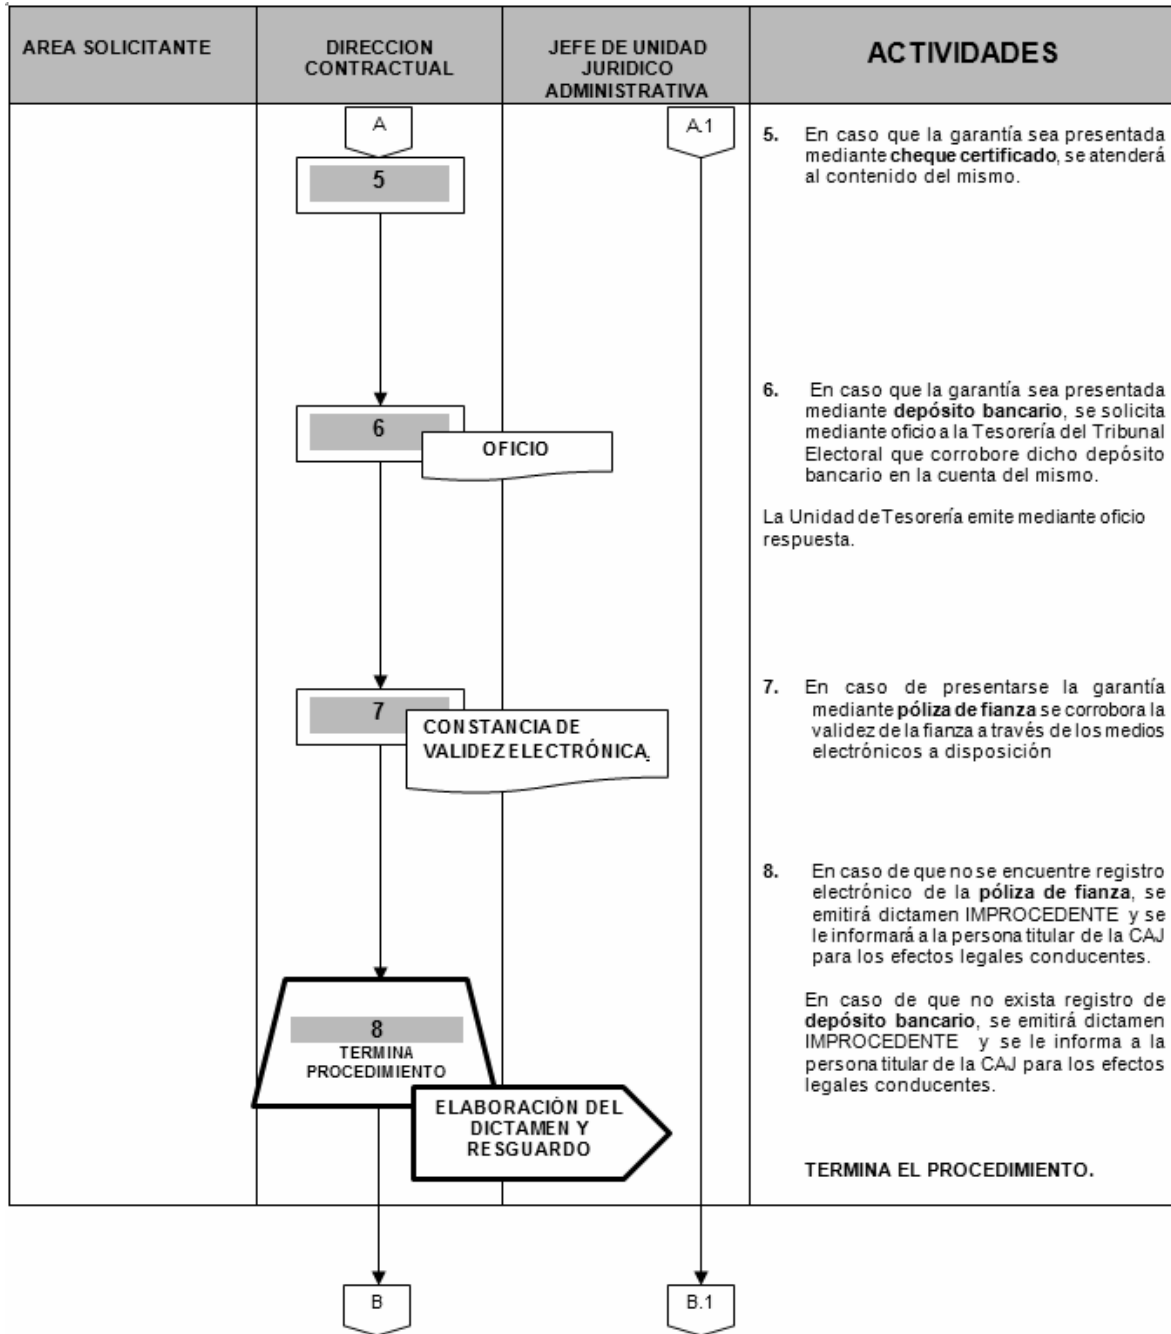 AREA SOLICITANTE
DIRECCION
CONTRACTUAL
JEFE DE UNIDAD
JURIDICO
ADMINISTRATIVA
ACTIVIDADES
A
A.1
5
5. En caso que la garantía sea presentada
mediante cheque certificado, se atenderá
al contenido del mismo.
6
OFICIO
6. En caso que la garantía sea presentada
mediante depósito bancario, se solicita
mediante oficio a la Tesorería del Tribunal
Electoral que corrobore dicho depósito
bancario en la cuenta del mismo.
La Unidad de Tesorería emite mediante oficio
respuesta.
7
CONSTANCIA DE
VALIDEZ ELECTRÓNICA.
7. En caso de presentarse la garantía
mediante póliza de fianza se corrobora la
validez de la fianza a través de los medios
electrónicos a disposición
8. En caso de que no se encuentre registro
electrónico de la póliza de fianza, se
emitirá dictamen IMPROCEDENTE y se
le informará a la persona titular de la CAJ
para los efectos legales conducentes.
En caso de que no exista registro de
depósito bancario, se emitirá dictamen
IMPROCEDENTE y se le informa a la
persona titular de la CAJ para los efectos
legales conducentes.
8
TERMINA
PROCEDIMIENTO
ELABORACIÓN DEL
DICTAMEN Y
RESGUARDO
TERMINA EL PROCEDIMIENTO.
B
B.1